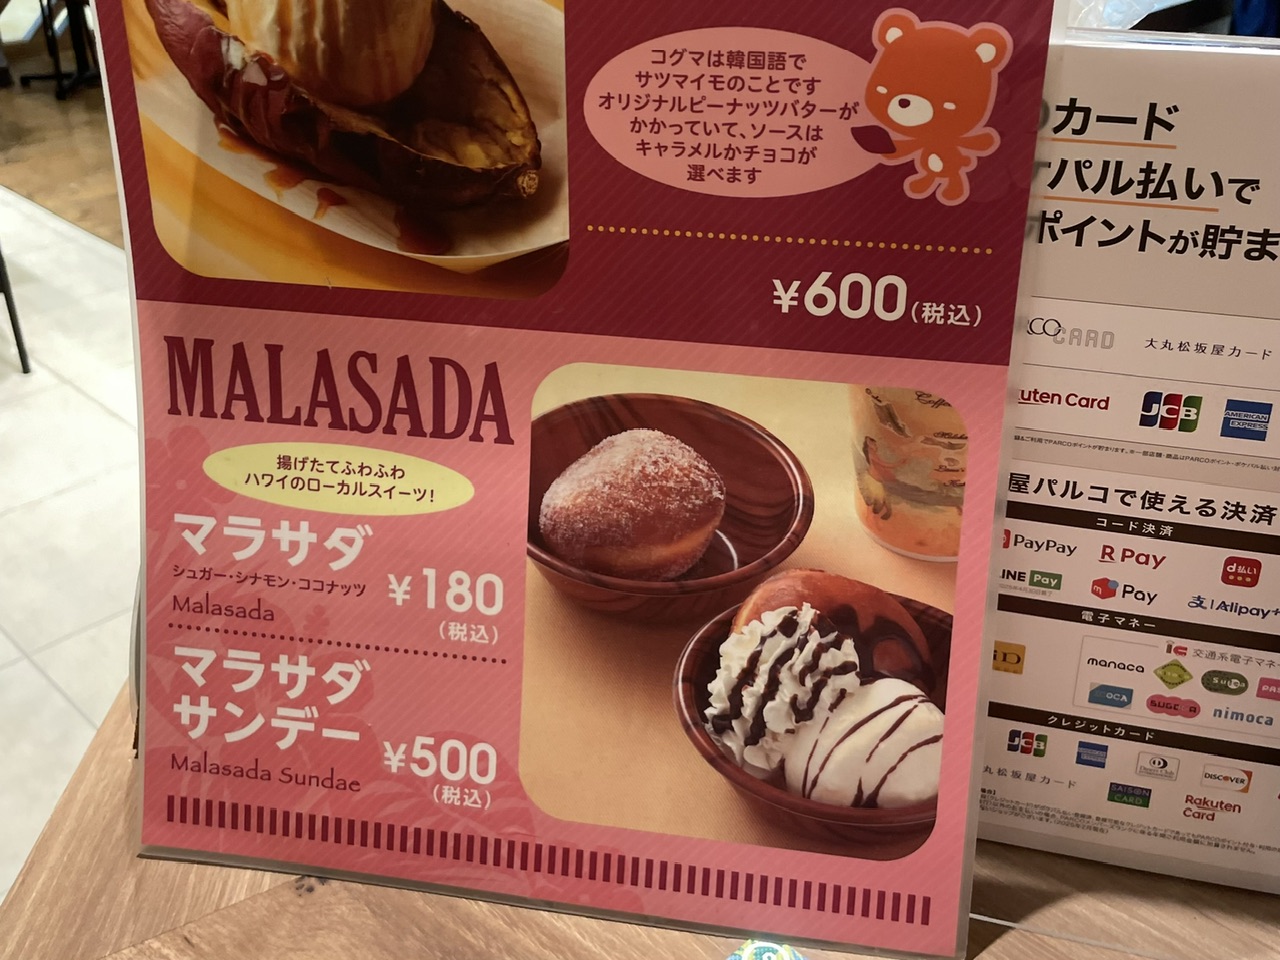 コグマは韓国語で
サツマイモのことです
オリジナルピーナッツバターが
かかっていて、ソースは
キャラメルかチョコが
選べます
¥600(税込)
MALASADA
揚げたてふわふわ
ハワイのローカルスイーツ!
マラサダ
シュガー・シナモン・ココナッツ
Malasada
¥180
(税込)
マラサダ
サンデー
Malasada Sundae
¥500
(税込)
カード
パル払いで
ポイントが貯ま
CARD
大丸松坂屋カード
uten Card
JCB
AMERICAN
EXPRESS
屋パルコで使える決済
コード決済
PayPay
R Pay
d払い
LINE Pay
Pay
支|Alipay+
電子マネー
iD
manaca
交通系電子マネー
Suica
SUGOCA
nimoca
クレジットカード
JCB
AMERICAN
EXPRESS
Diners Club
DISCOVER
丸松坂屋カード
SAISON
CARD
Rakuten
Card